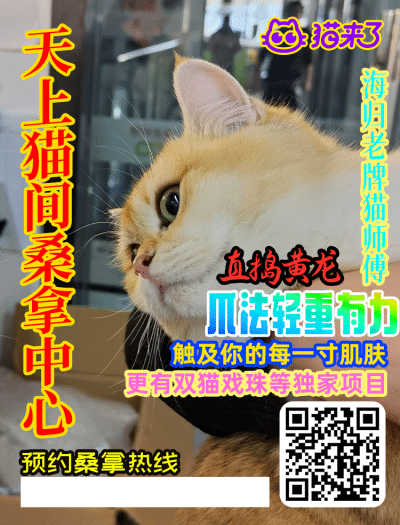 猫来了
天上猫间桑拿中心
海归老牌猫师傅
直捣黄龙
爪法轻重有力
触及你的每一寸肌肤
更有双猫戏珠等独家项目
预约桑拿热线